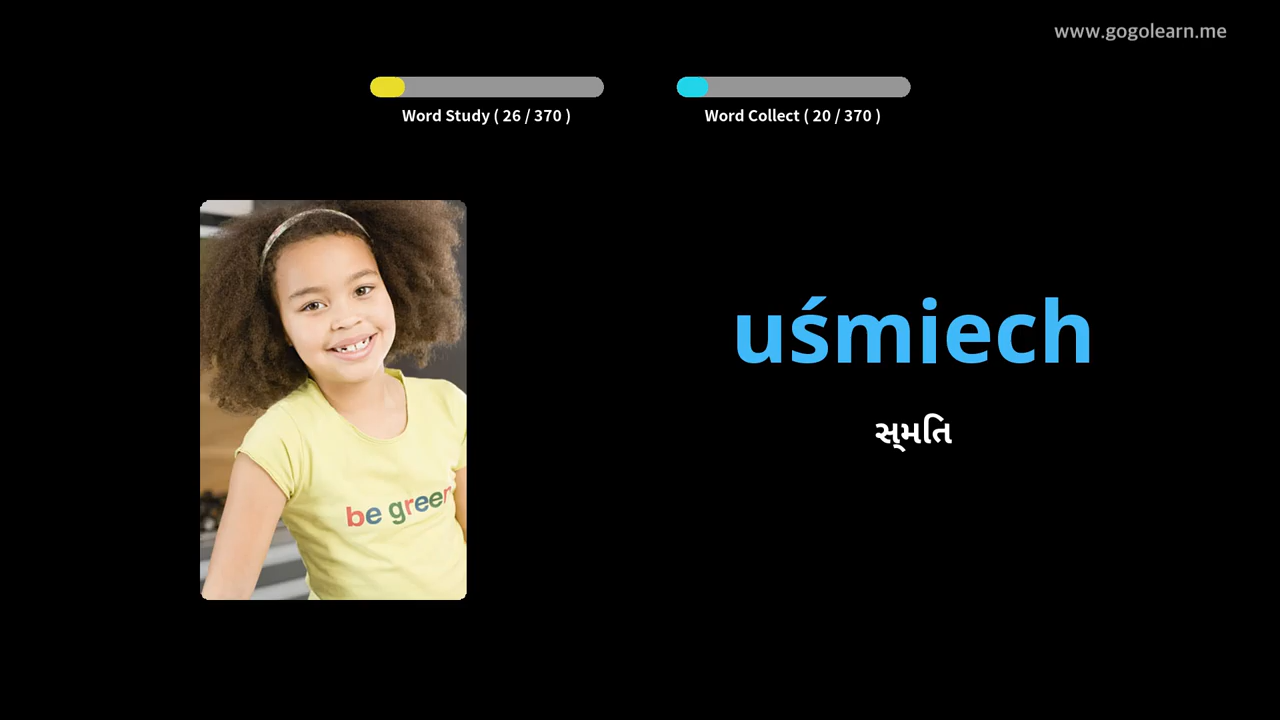 www.gogolearn.me
Word Study ( 26 / 370 )
Word Collect ( 20 / 370 )
uśmiech
સ્મતિ
be green